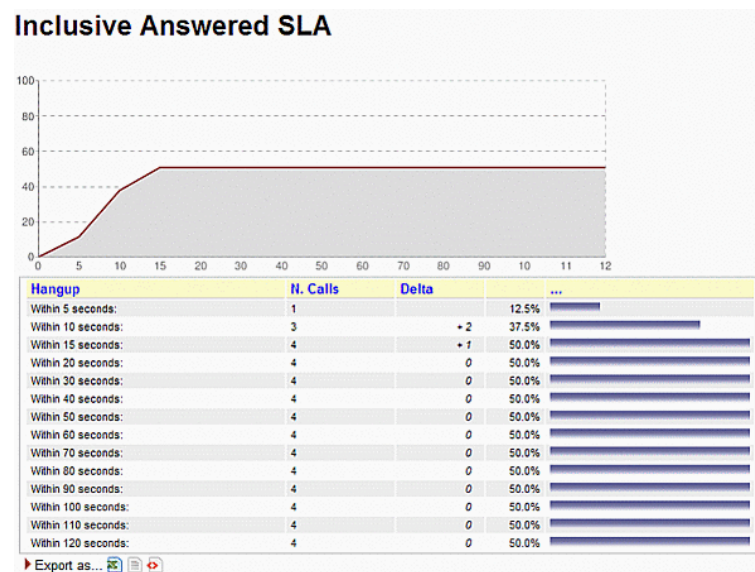 Inclusive Answered SLA
100
80
60
40
20
0
0 5 10 15 20 30 40 50 60 70 80 90 10 11 12
Hangup N. Calls Delta ...
Within 5 seconds: 1 12.5%
Within 10 seconds: 3 + 2 37.5%
Within 15 seconds: 4 + 1 50.0%
Within 20 seconds: 4 0 50.0%
Within 30 seconds: 4 0 50.0%
Within 40 seconds: 4 0 50.0%
Within 50 seconds: 4 0 50.0%
Within 60 seconds: 4 0 50.0%
Within 70 seconds: 4 0 50.0%
Within 80 seconds: 4 0 50.0%
Within 90 seconds: 4 0 50.0%
Within 100 seconds: 4 0 50.0%
Within 110 seconds: 4 0 50.0%
Within 120 seconds: 4 0 50.0%
Export as...